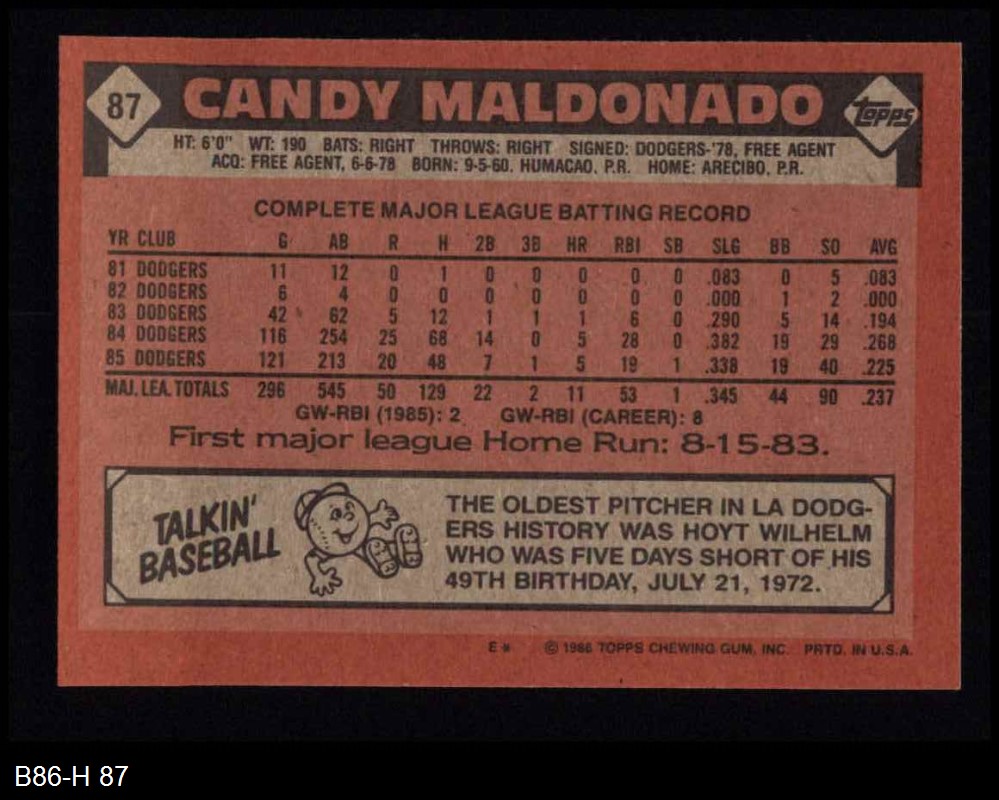 87 CANDY MALDONADO topps
HT: 6'0" WT: 190 BATS: RIGHT THROWS: RIGHT SIGNED: DODGERS-'78, FREE AGENT
ACQ: FREE AGENT, 6-6-78 BORN: 9-5-60, HUMACAO, P.R. HOME: ARECIBO, P.R.
COMPLETE MAJOR LEAGUE BATTING RECORD
YR CLUB G AB R H 2B 3B HR RBI SB SLG BB SO AVG
81 DODGERS 11 12 0 1 0 0 0 0 0 .083 0 5 .083
82 DODGERS 6 4 0 0 0 0 0 0 0 .000 1 2 .000
83 DODGERS 42 62 5 12 1 1 1 6 0 .290 5 14 .194
84 DODGERS 116 254 25 68 14 0 5 28 0 .382 19 29 .268
85 DODGERS 121 213 20 48 7 1 5 19 1 .338 19 40 .225
MAJ. LEA. TOTALS 296 545 50 129 22 2 11 53 1 .345 44 90 .237
GW-RBI (1985): 2 GW-RBI (CAREER): 8
First major league Home Run: 8-15-83.
TALKIN'
BASEBALL
THE OLDEST PITCHER IN LA DODG-
ERS HISTORY WAS HOYT WILHELM
WHO WAS FIVE DAYS SHORT OF HIS
49TH BIRTHDAY, JULY 21, 1972.
E* © 1986 TOPPS CHEWING GUM, INC. PRTD. IN U.S.A.
B86-H 87